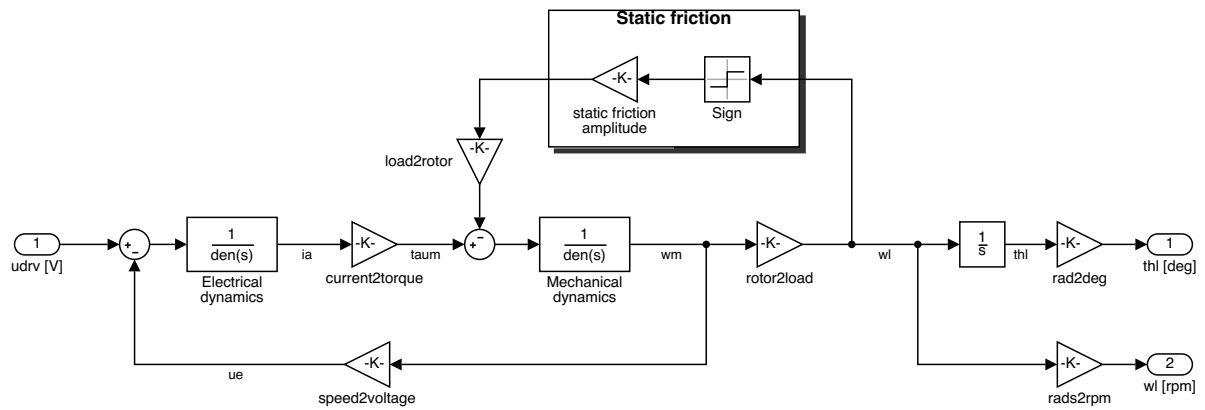 Static friction
-K-
static friction
amplitude
Sign
-K-
load2rotor
1
udrv [V]
+
−
1
den(s)
Electrical
dynamics
ia
-K-
current2torque
taum
+
−
1
den(s)
Mechanical
dynamics
wm
-K-
rotor2load
wl
1
s
thl
-K-
rad2deg
1
thl [deg]
ue
-K-
speed2voltage
-K-
rads2rpm
2
wl [rpm]